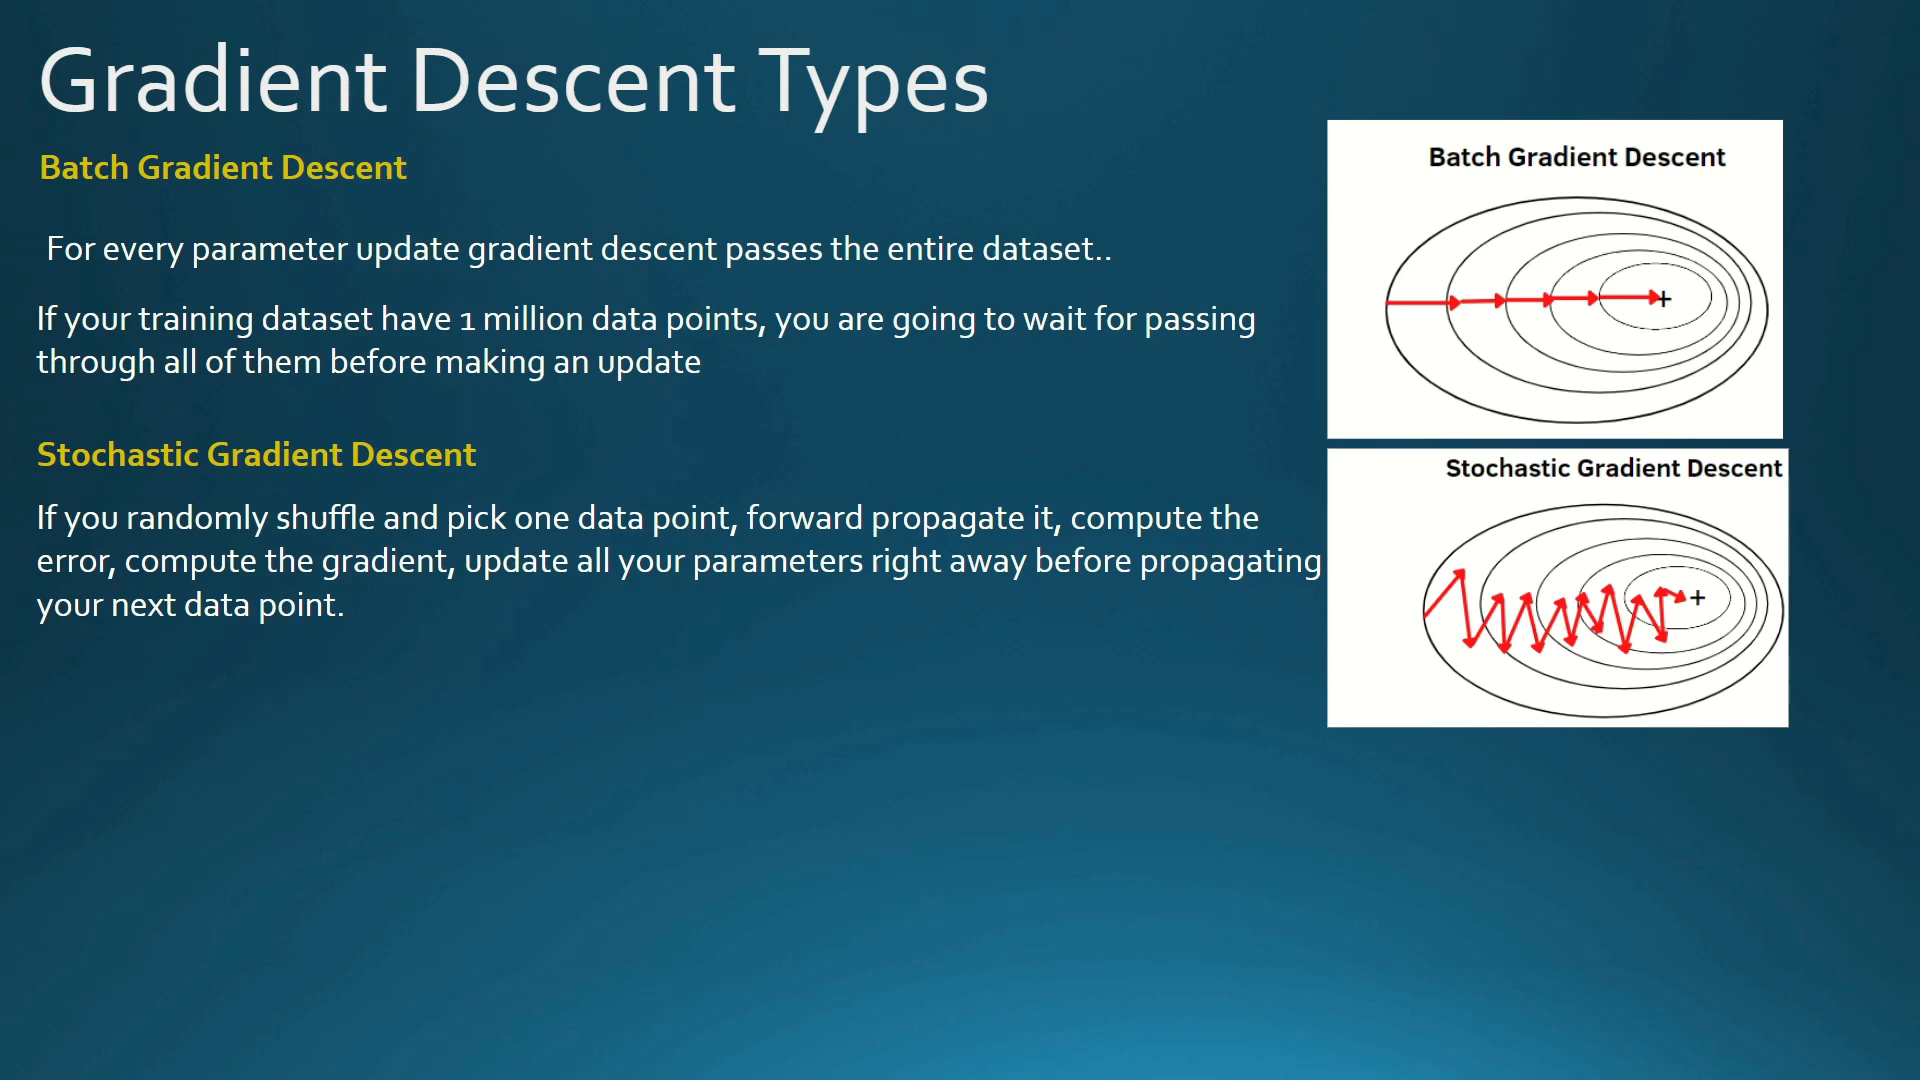 Gradient Descent Types
Batch Gradient Descent
For every parameter update gradient descent passes the entire dataset..
If your training dataset have 1 million data points, you are going to wait for passing
through all of them before making an update
Stochastic Gradient Descent
If you randomly shuffle and pick one data point, forward propagate it, compute the
error, compute the gradient, update all your parameters right away before propagating
your next data point.
Batch Gradient Descent
+
Stochastic Gradient Descent
+